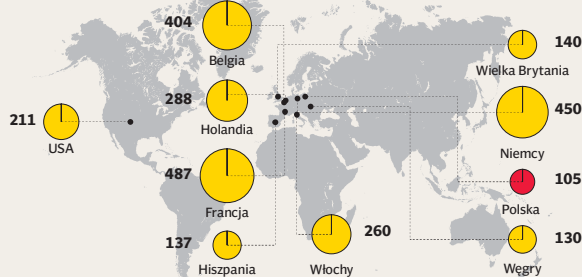 404
Belgia
140
Wielka Brytania
288
Holandia
211
USA
450
Niemcy
487
Francja
105
Polska
137
Hiszpania
260
Włochy
130
Węgry